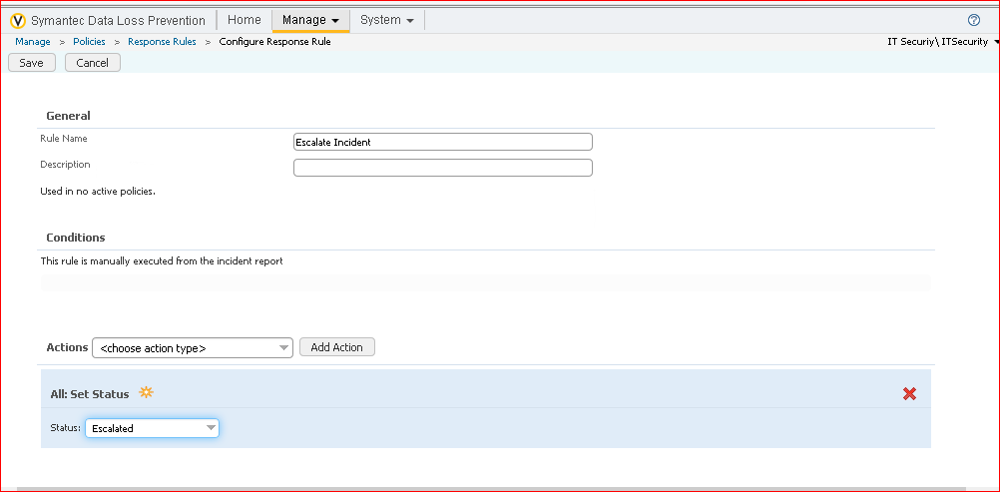 Symantec Data Loss Prevention Home Manage System
Manage > Policies > Response Rules > Configure Response Rule IT Securiy\ ITSecurity
Save Cancel
General
Rule Name Escalate Incident
Description
Used in no active policies.
Conditions
This rule is manually executed from the incident report
Actions <choose action type> Add Action
All: Set Status
Status: Escalated